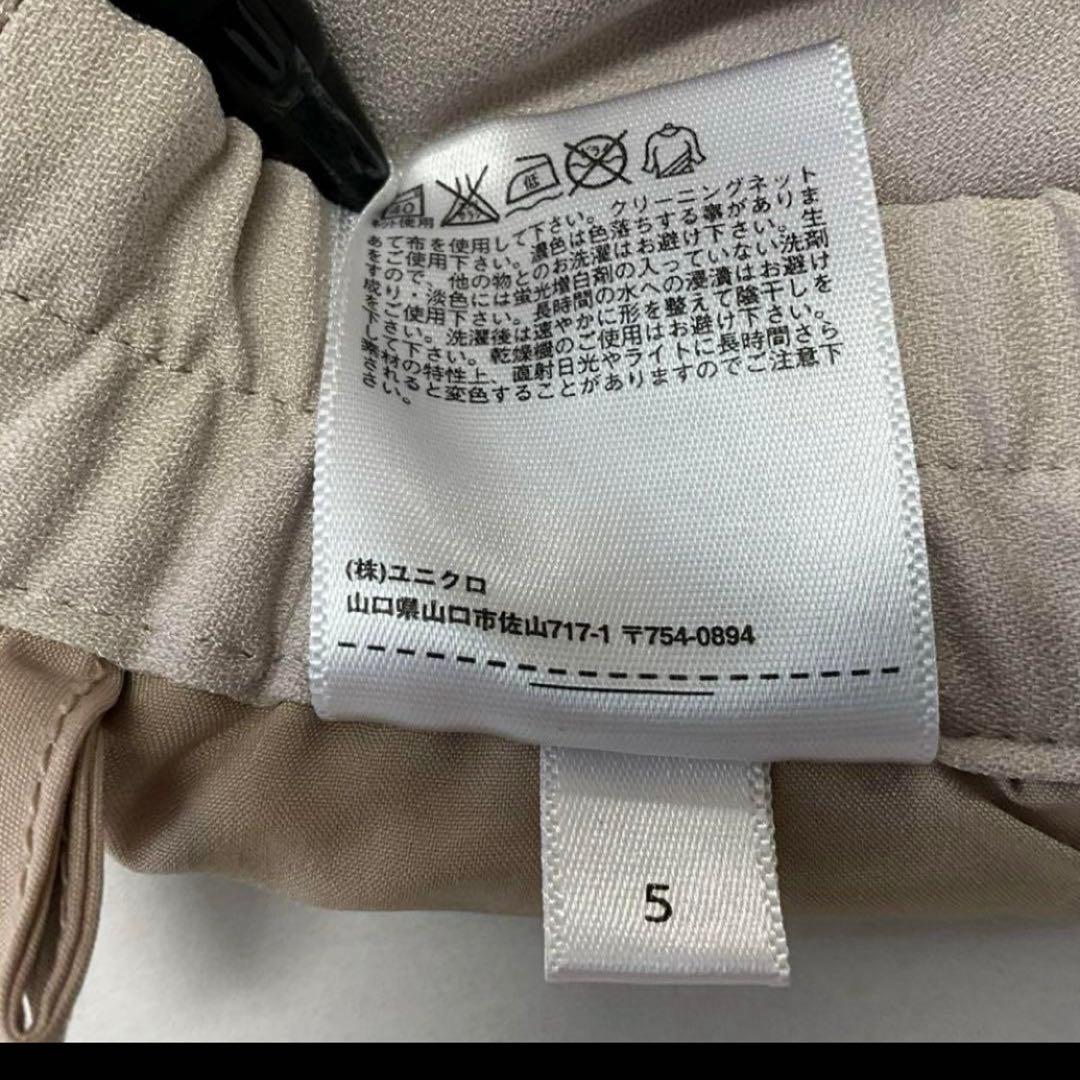 低
あて布を使用して下さい。クリーニングネット
をご使用下さい。濃色は色落ちする事がありま
すので、他の物とのお洗濯はお避け下さい。生
成り・淡色には蛍光増白剤の入っていない洗剤
をご使用下さい。長時間の水への浸漬はお避け
下さい。洗濯後は速やかに形を整えて陰干しを
して下さい。乾燥機のご使用はお避け下さい。
素材の特性上、直射日光やライトに長時間さら
されると変色することがありますのでご注意下
さい。
(株)ユニクロ
山口県山口市佐山717-1 〒754-0894
5